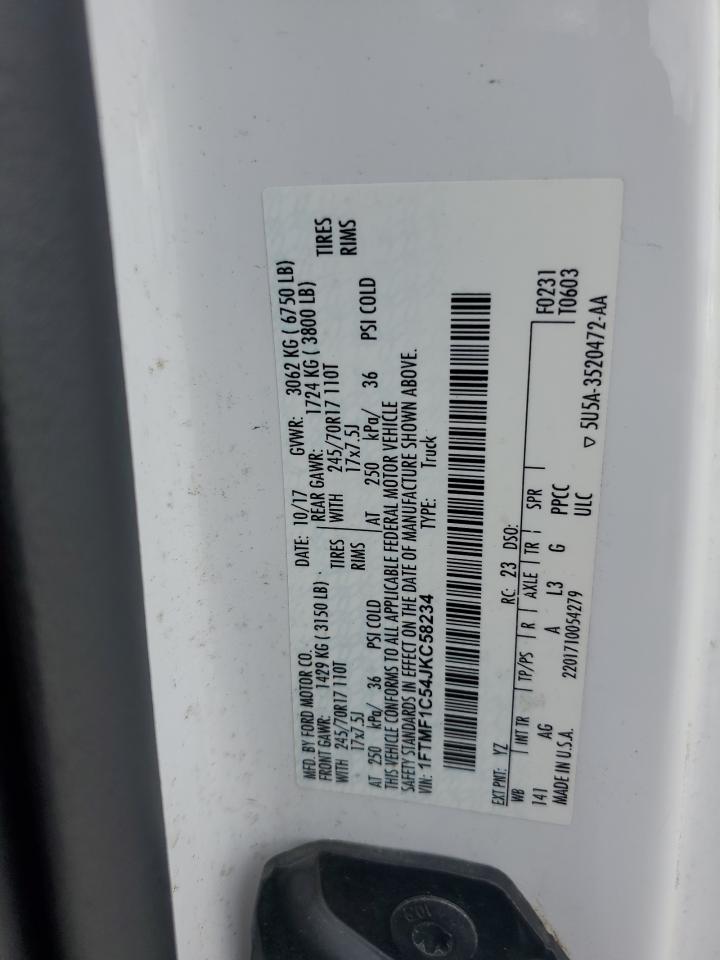 MFD. BY FORD MOTOR CO.
DATE: 10/17 GVWR: 3062 KG ( 6750 LB)
FRONT GAWR: 1429 KG ( 3150 LB)
REAR GAWR: 1724 KG ( 3800 LB)
WITH 245/70R17 110T TIRES
WITH 245/70R17 110T TIRES
17x7.5J RIMS
17x7.5J RIMS
AT 250 kPa/ 36 PSI COLD
AT 250 kPa/ 36 PSI COLD
THIS VEHICLE CONFORMS TO ALL APPLICABLE FEDERAL MOTOR VEHICLE
SAFETY STANDARDS IN EFFECT ON THE DATE OF MANUFACTURE SHOWN ABOVE.
VIN: 1FTMF1C54JKC58234 TYPE: Truck
EXT PNT: YZ RC: 23 DSO:
WB INT TR TP/PS R AXLE TR SPR F0231
141 AG A L3 G PPCC T0603
MADE IN U.S.A. 2201710054279 ULC
▽ 5U5A-3520472-AA